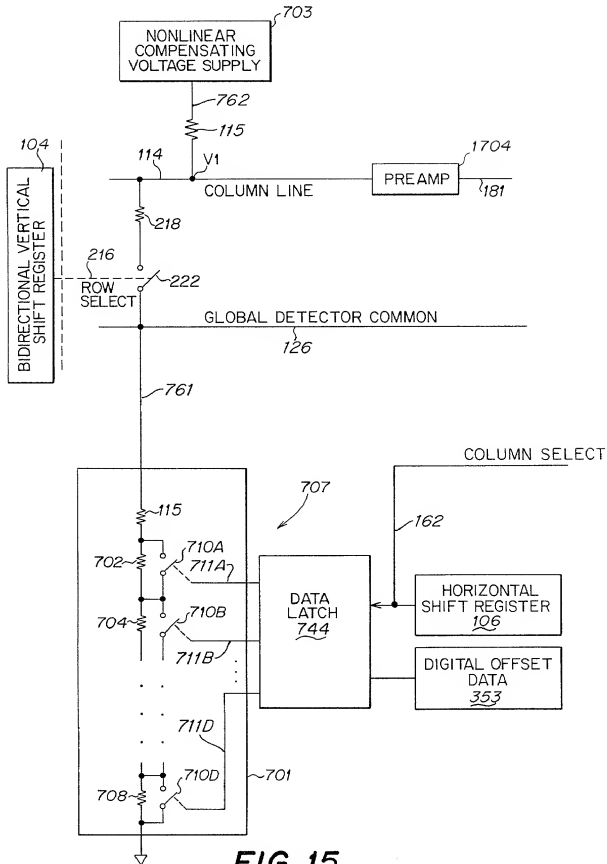 703
NONLINEAR
COMPENSATING
VOLTAGE SUPPLY
762
115
104
114
V1
1704
COLUMN LINE
PREAMP
181
218
BIDIRECTIONAL VERTICAL
SHIFT REGISTER
216
ROW
SELECT
222
GLOBAL DETECTOR COMMON
126
761
COLUMN SELECT
707
162
115
702
710A
711A
704
710B
711B
DATA
LATCH
744
HORIZONTAL
SHIFT REGISTER
106
DIGITAL OFFSET
DATA
353
711D
708
710D
701
FIG. 15